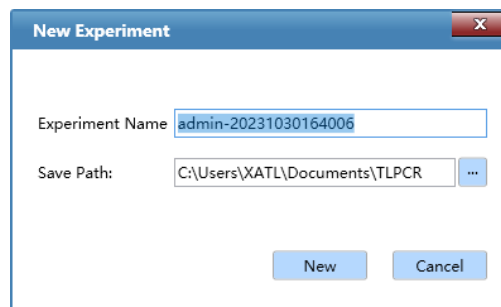 New Experiment
x
Experiment Name admin-20231030164006
Save Path: C:\Users\XATL\Documents\TLPCR ...
New Cancel